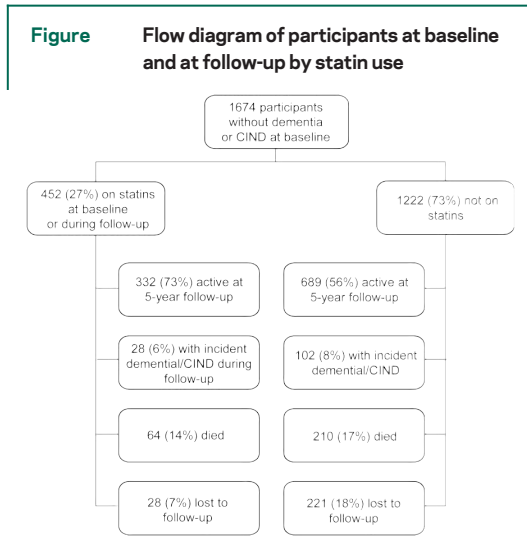 Figure
Flow diagram of participants at baseline
and at follow-up by statin use
1674 participants
without dementia
or CIND at baseline
452 (27%) on statins
at baseline
or during follow-up
1222 (73%) not on
statins
332 (73%) active at
5-year follow-up
689 (56%) active at
5-year follow-up
28 (6%) with incident
demential/CIND during
follow-up
102 (8%) with incident
demential/CIND
64 (14%) died
210 (17%) died
28 (7%) lost to
follow-up
221 (18%) lost to
follow-up